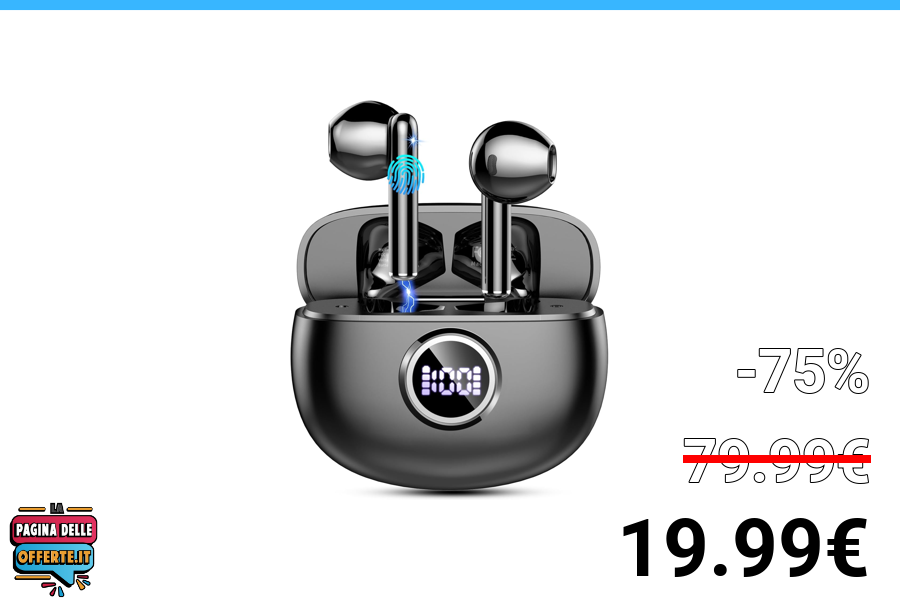 100
-75%
79.99€
19.99€
LA
PAGINA DELLE
OFFERTE.IT